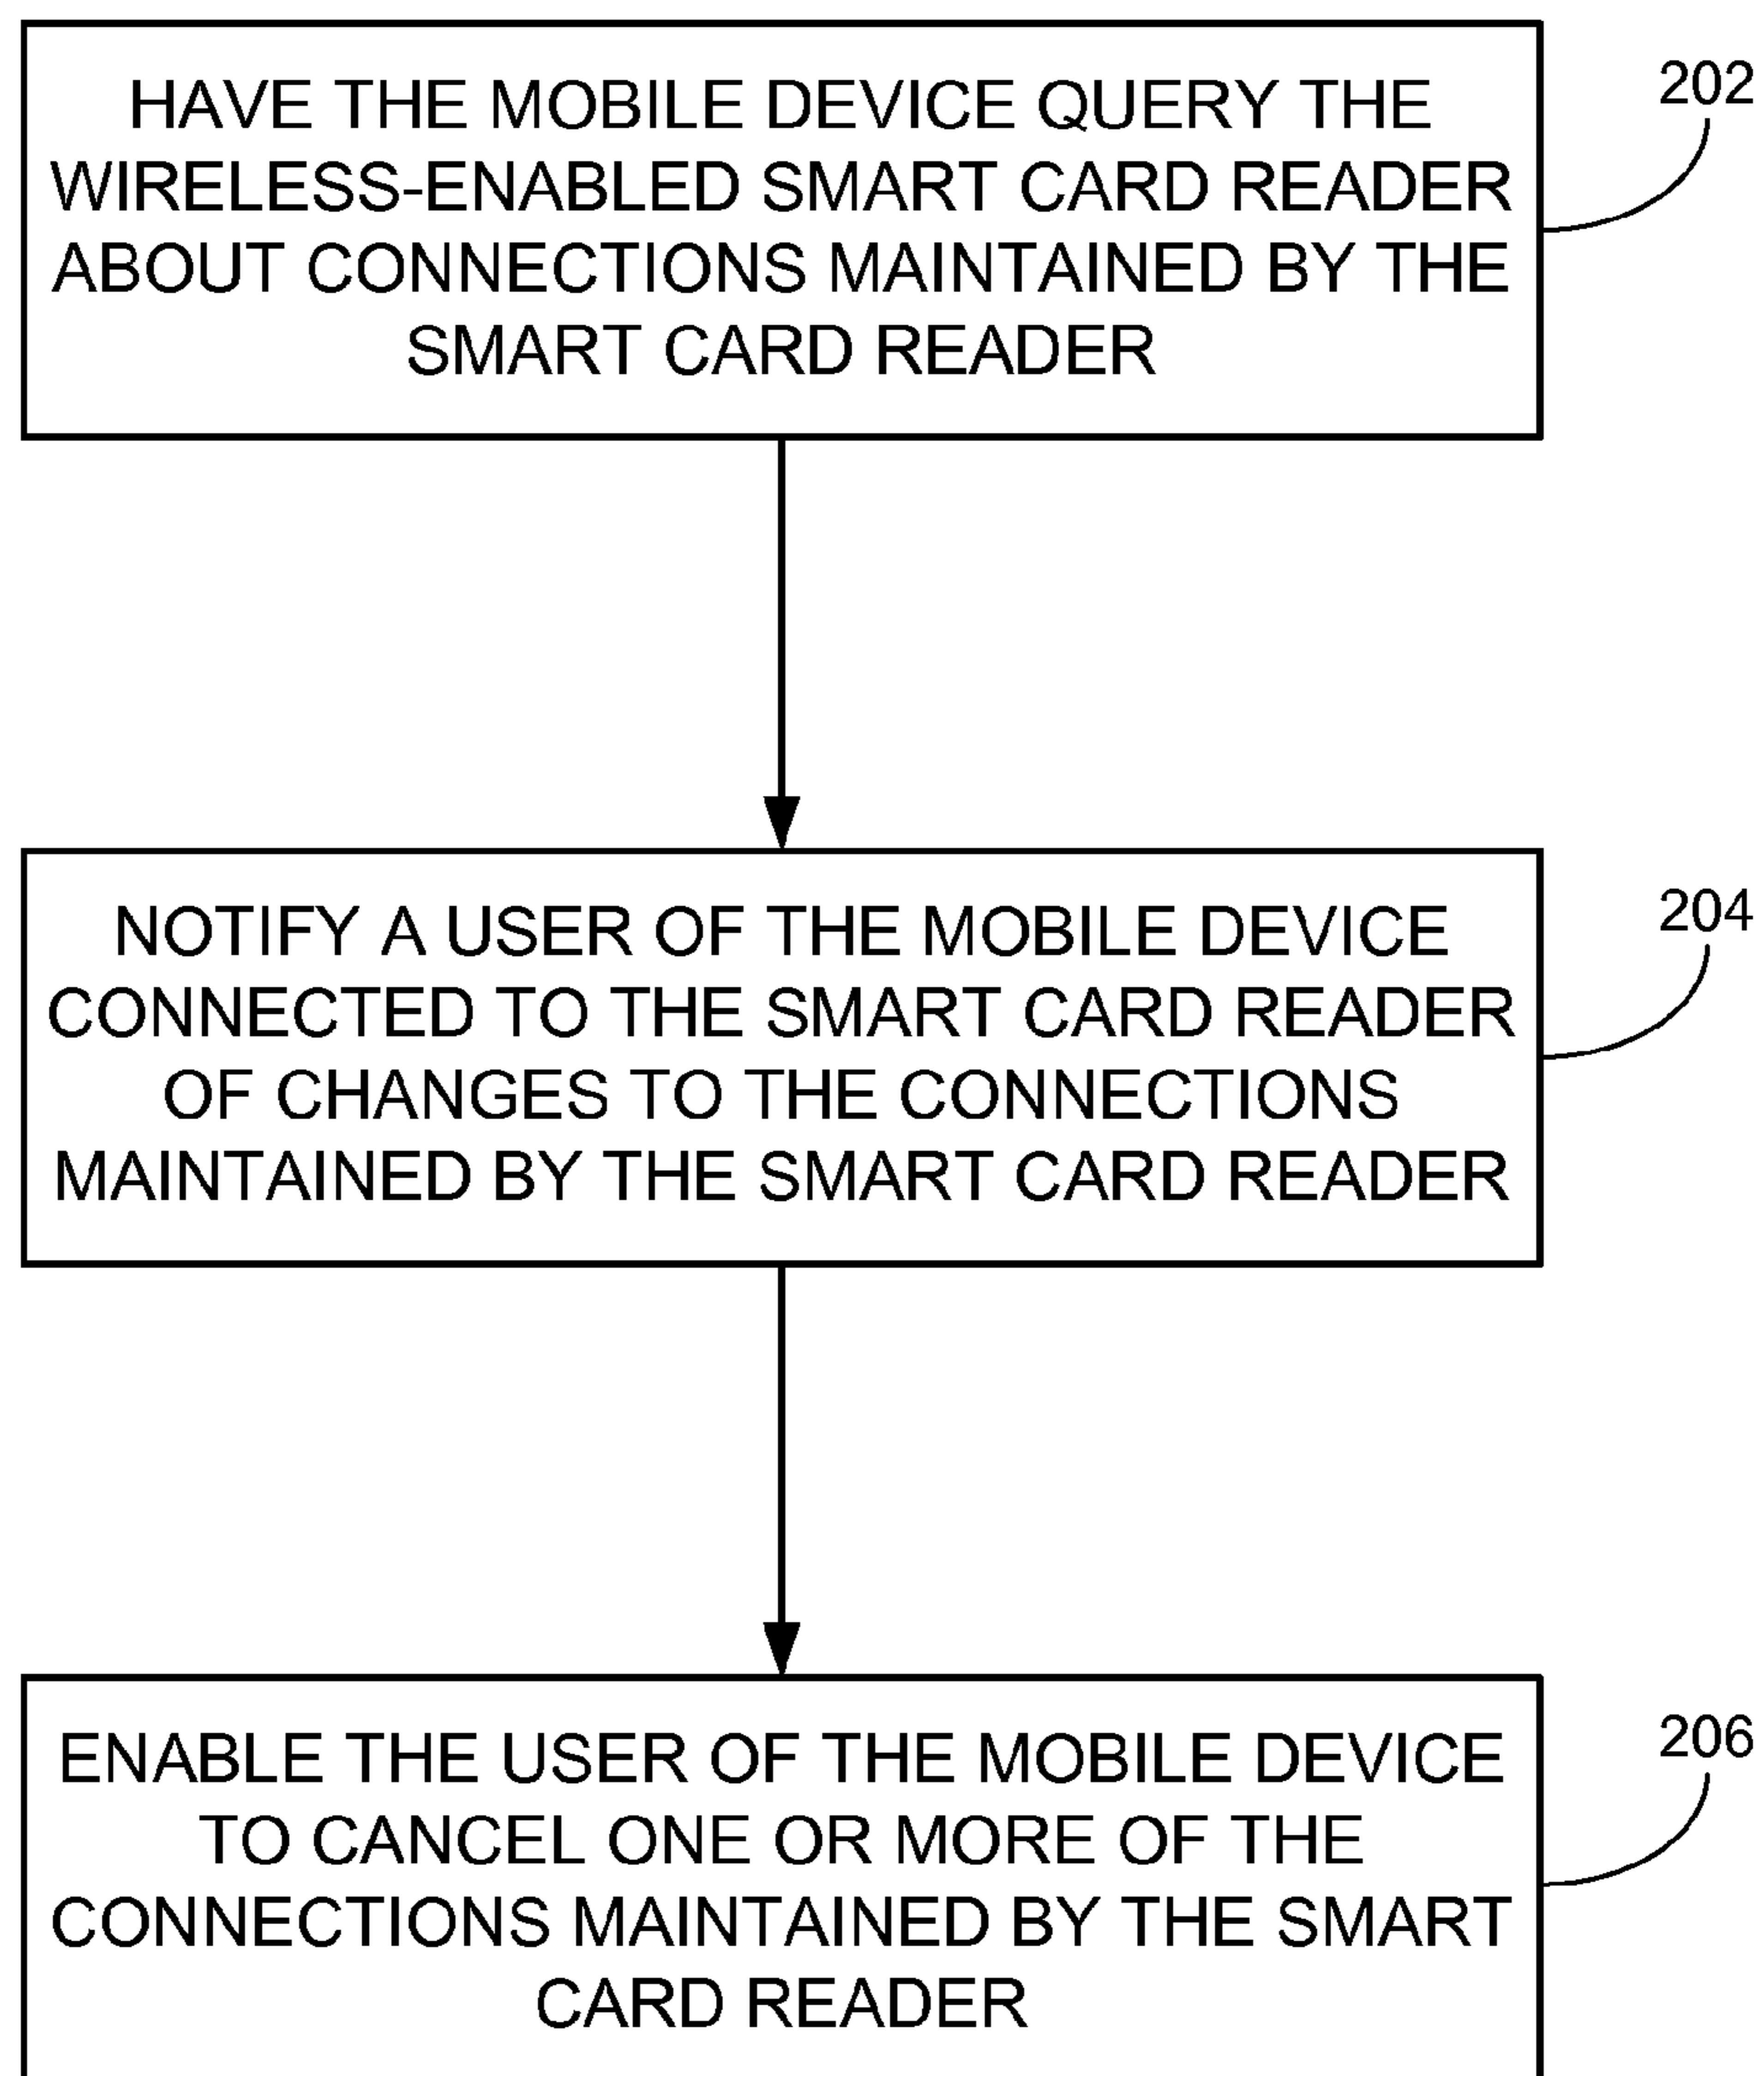 HAVE THE MOBILE DEVICE QUERY THE
WIRELESS-ENABLED SMART CARD READER
ABOUT CONNECTIONS MAINTAINED BY THE
SMART CARD READER
202
NOTIFY A USER OF THE MOBILE DEVICE
CONNECTED TO THE SMART CARD READER
OF CHANGES TO THE CONNECTIONS
MAINTAINED BY THE SMART CARD READER
204
ENABLE THE USER OF THE MOBILE DEVICE
TO CANCEL ONE OR MORE OF THE
CONNECTIONS MAINTAINED BY THE SMART
CARD READER
206